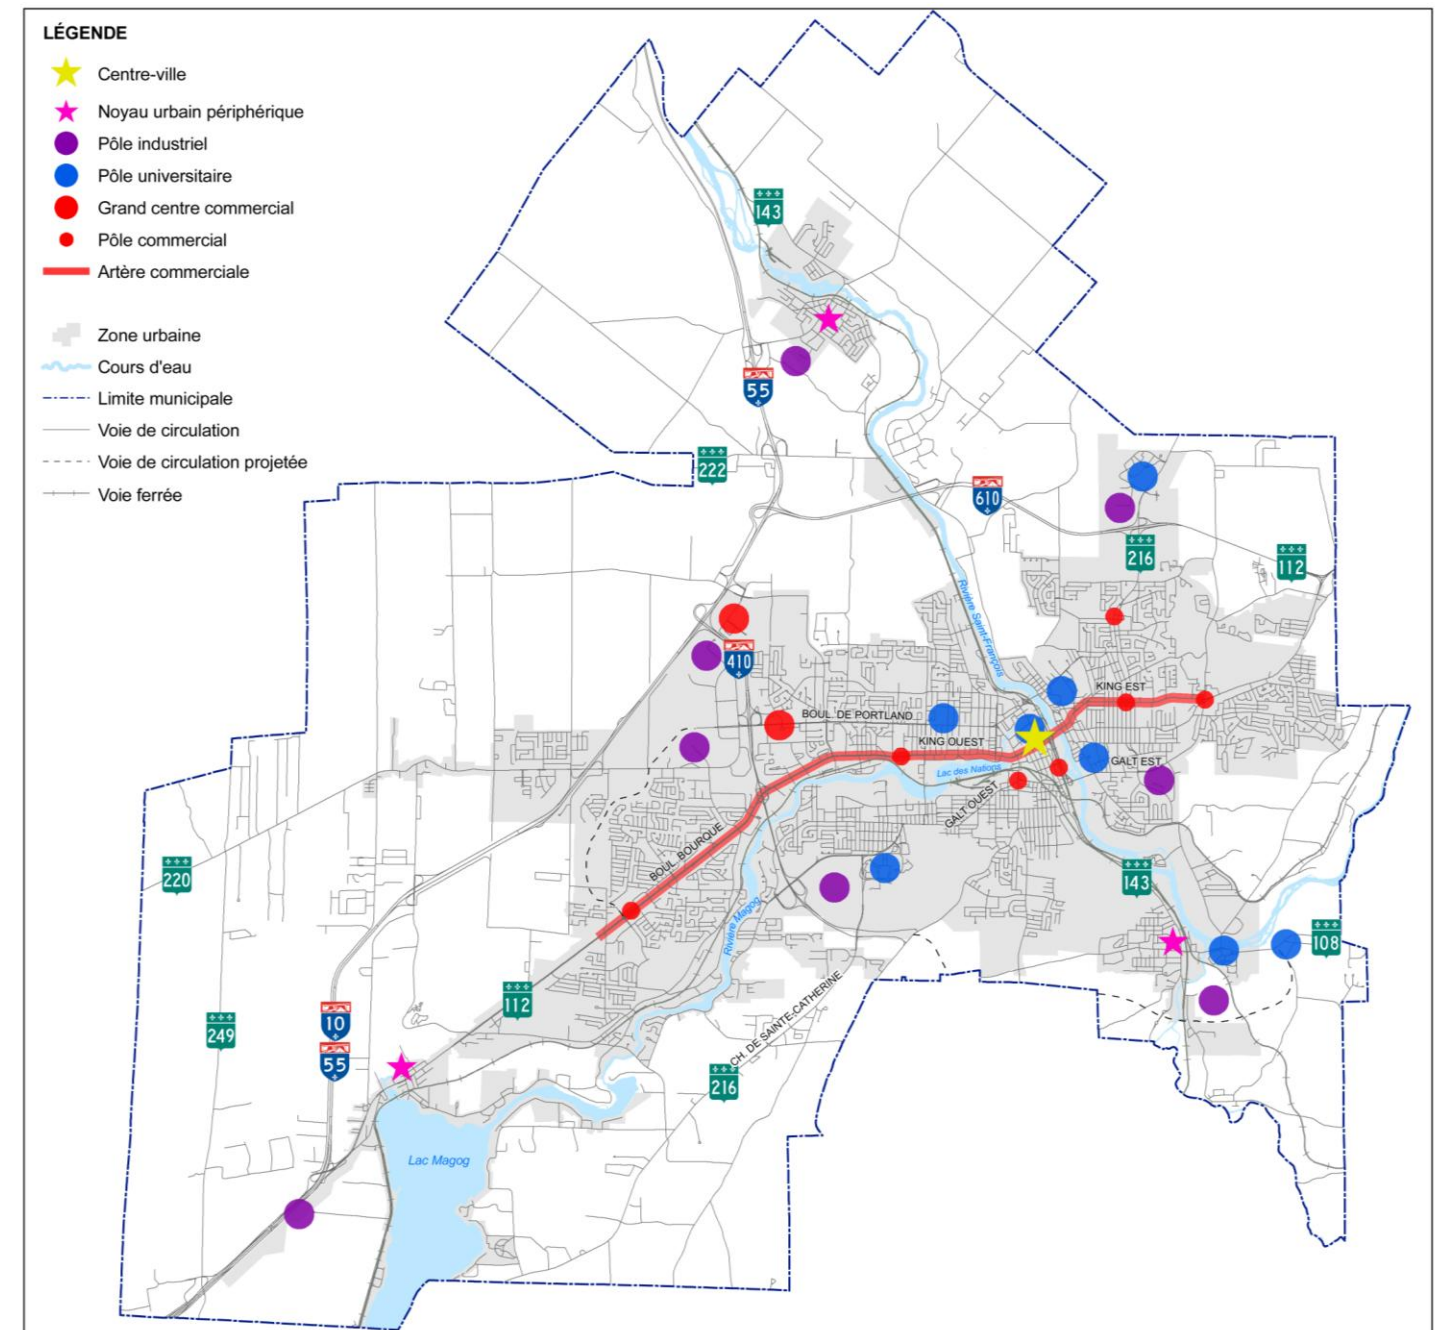 LÉGENDE
Centre-ville
Noyau urbain périphérique
Pôle industriel
Pôle universitaire
Grand centre commercial
Pôle commercial
Artère commerciale
Zone urbaine
Cours d'eau
Limite municipale
Voie de circulation
Voie de circulation projetée
Voie ferrée
143
55
222
610
216
112
Rivière Saint-François
410
KING EST
BOUL. DE PORTLAND
KING OUEST
GALT EST
Lac des Nations
GALT OUEST
BOUL. BOURQUE
220
143
Rivière Magog
108
112
CH. DE SAINTE-CATHERINE
10
249
55
216
Lac Magog